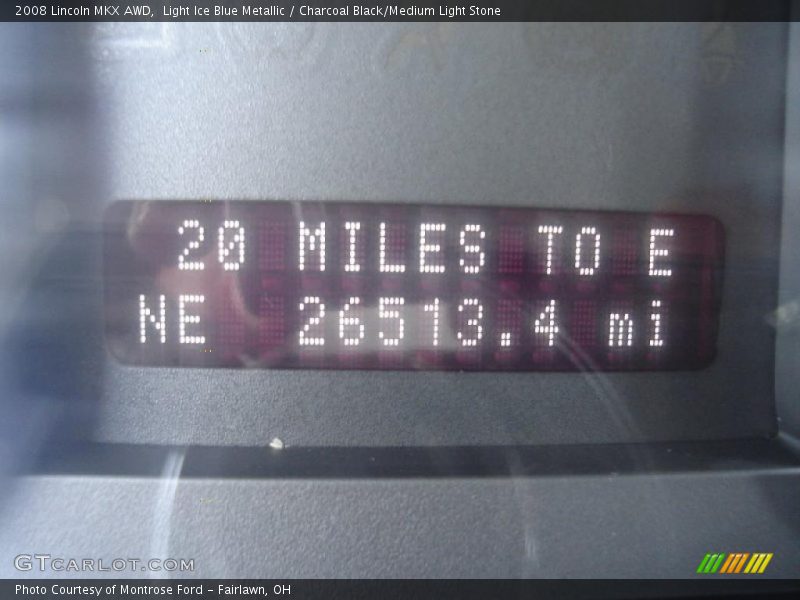 2008 Lincoln MKX AWD,  Light Ice Blue Metallic / Charcoal Black/Medium Light Stone
20 MILES TO E
NE 26513.4 mi
GTCARLOT.COM
Photo Courtesy of Montrose Ford - Fairlawn, OH